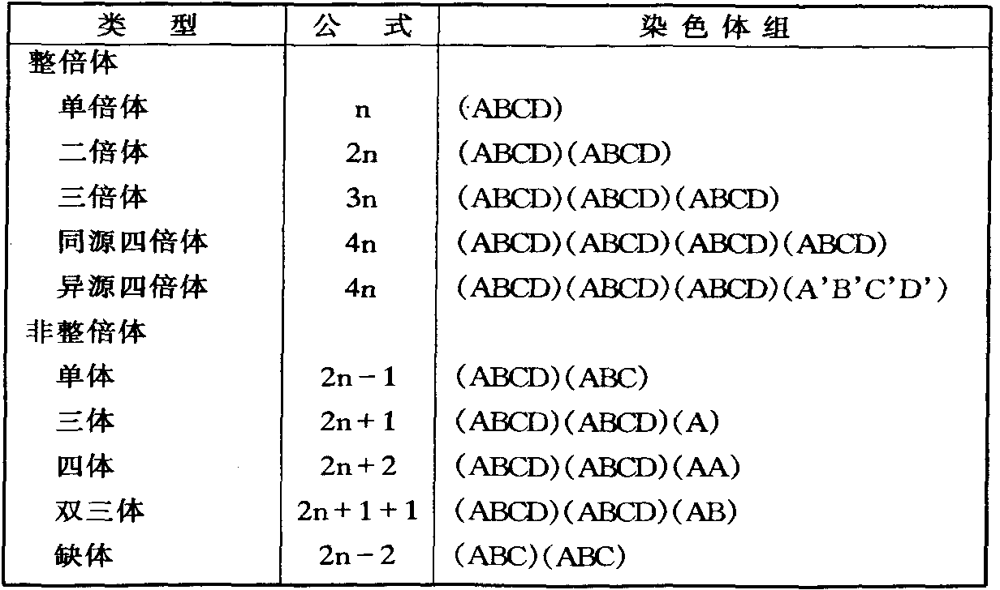 类 型 公 式 染色体组
整倍体
单倍体 n (ABCD)
二倍体 2n (ABCD)(ABCD)
三倍体 3n (ABCD)(ABCD)(ABCD)
同源四倍体 4n (ABCD)(ABCD)(ABCD)(ABCD)
异源四倍体 4n (ABCD)(ABCD)(ABCD)(A'B'C'D')
非整倍体
单体 2n-1 (ABCD)(ABC)
三体 2n+1 (ABCD)(ABCD)(A)
四体 2n+2 (ABCD)(ABCD)(AA)
双三体 2n+1+1 (ABCD)(ABCD)(AB)
缺体 2n-2 (ABC)(ABC)